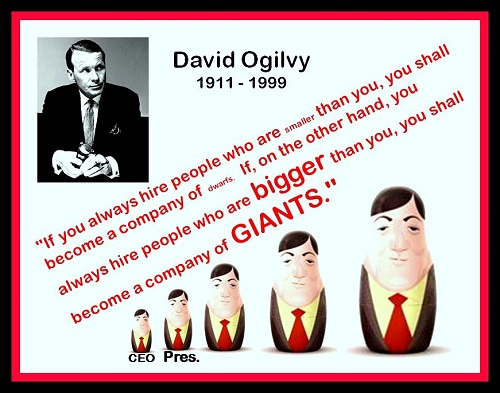 David Ogilvy
1911 - 1999
"If you always hire people who are smaller than you, you shall
become a company of dwarfs. If, on the other hand, you
always hire people who are bigger than you, you shall
become a company of GIANTS."
CEO Pres.